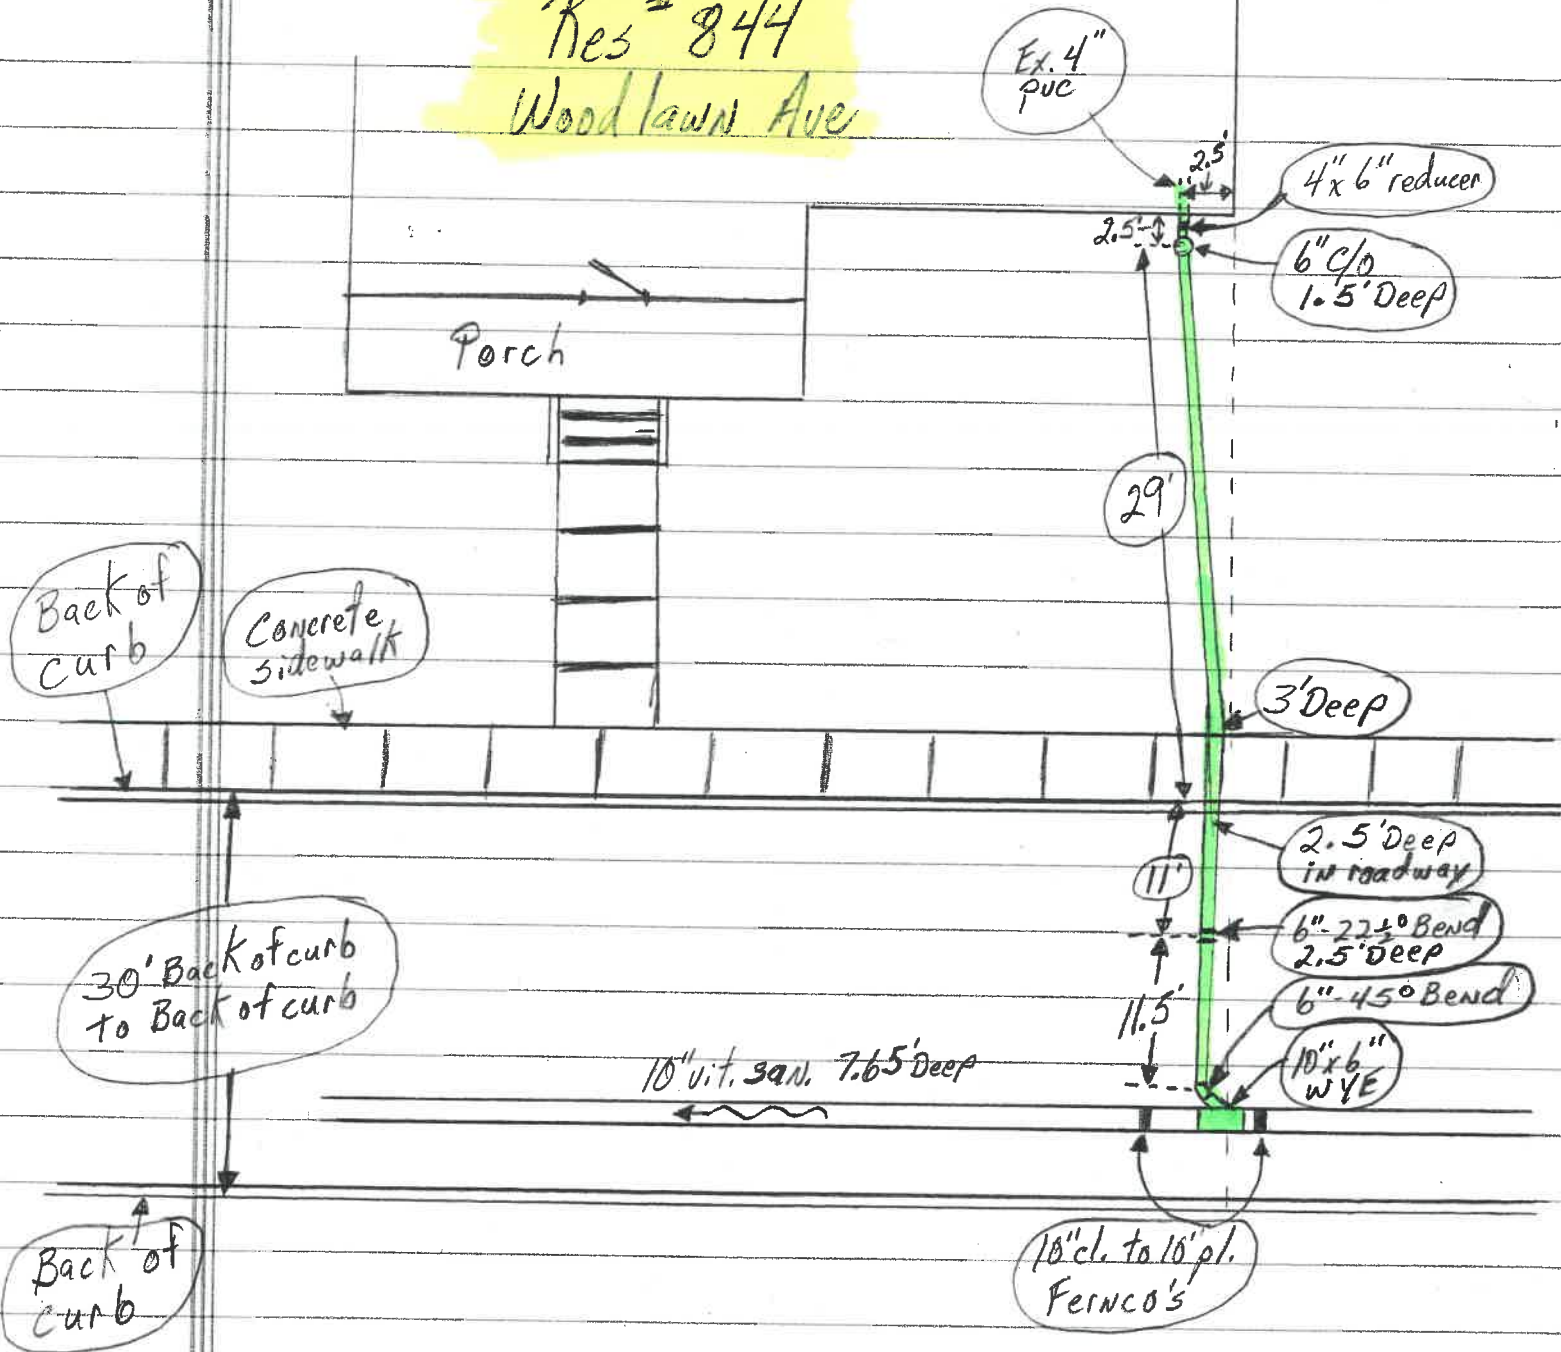 Res # 844
Woodlawn Ave
Ex. 4"
pvc
2.5'
4"x 6" reducer
2.5'
6" C/O
1.5' Deep
Porch
29'
Back of
curb
Concrete
sidewalk
3' Deep
2.5' Deep
in roadway
11'
6"-22½° Bend
2.5' Deep
30' Back of curb
to Back of curb
11.5'
6"-45° Bend
10" vit. san. 7.65' Deep
10"x 6"
WYE
10" cl. to 10" pl.
Fernco's
Back of
curb